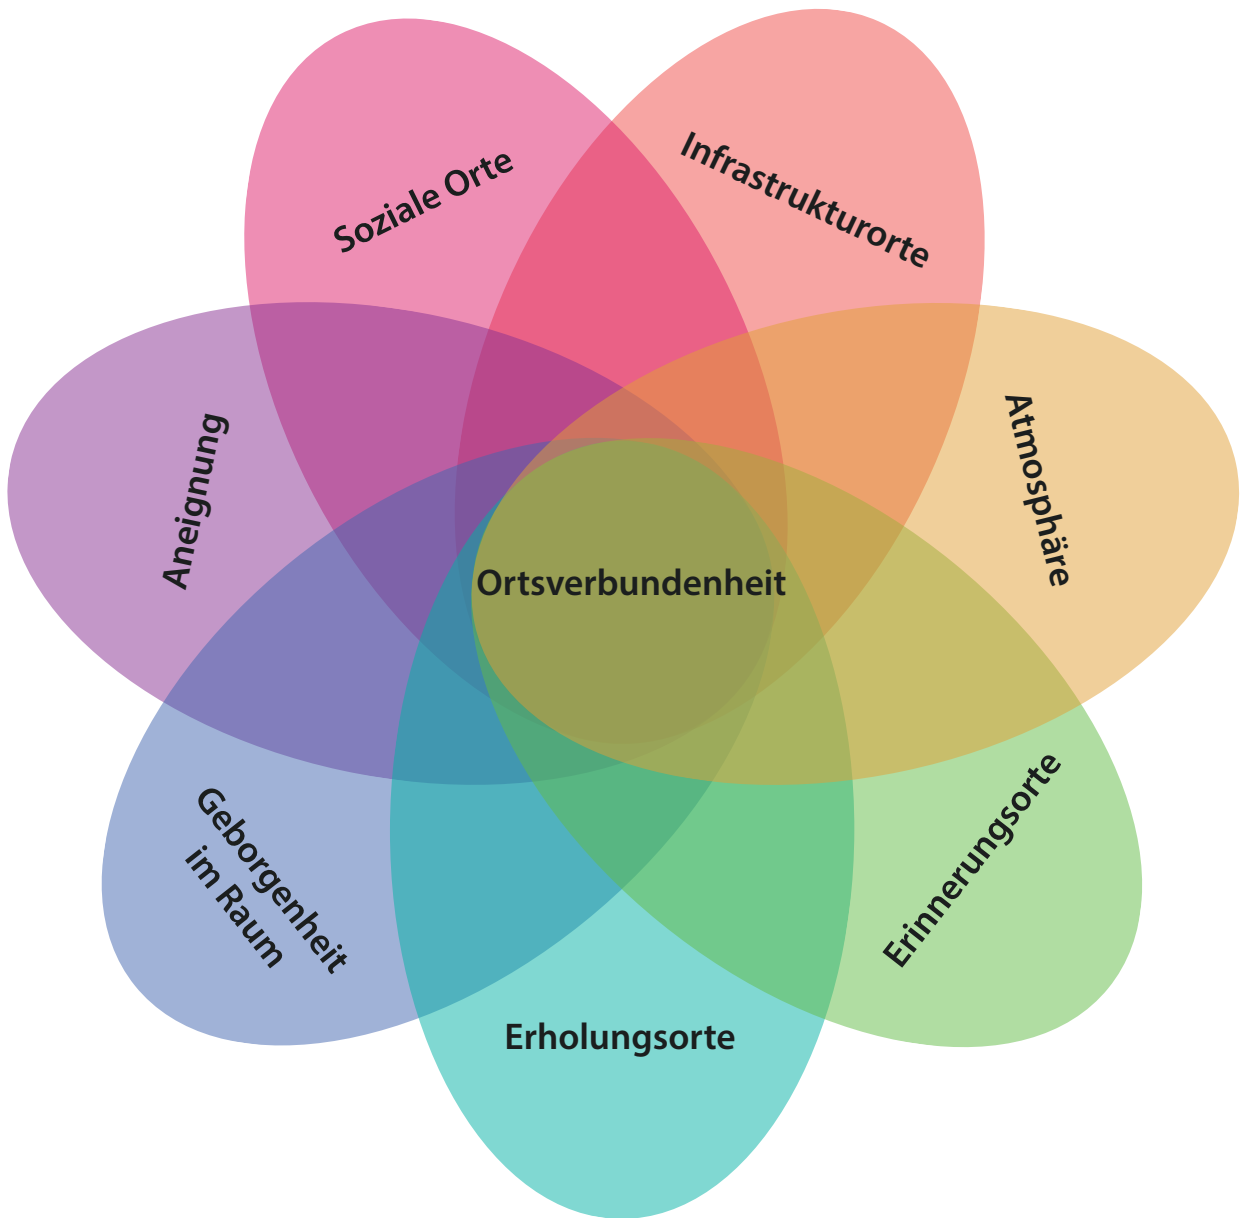 Soziale Orte
Infrastrukturorte
Atmosphäre
Aneignung
Ortsverbundenheit
Geborgenheit
im Raum
Erinnerungsorte
Erholungsorte